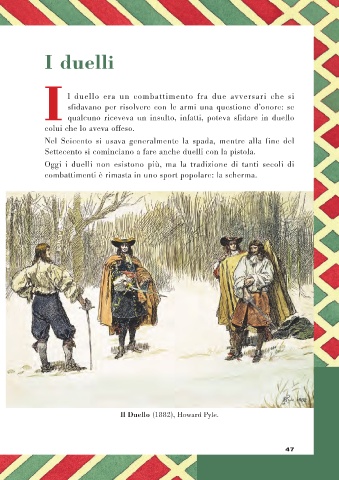 I duelli
Il duello era un combattimento fra due avversari che si
sfidavano per risolvere con le armi una questione d'onore: se
qualcuno riceveva un insulto, infatti, poteva sfidare in duello
colui che lo aveva offeso.
Nel Seicento si usava generalmente la spada, mentre alla fine del
Settecento si cominciano a fare anche duelli con la pistola.
Oggi i duelli non esistono più, ma la tradizione di tanti secoli di
combattimenti è rimasta in uno sport popolare: la scherma.
Il Duello (1882), Howard Pyle.
47